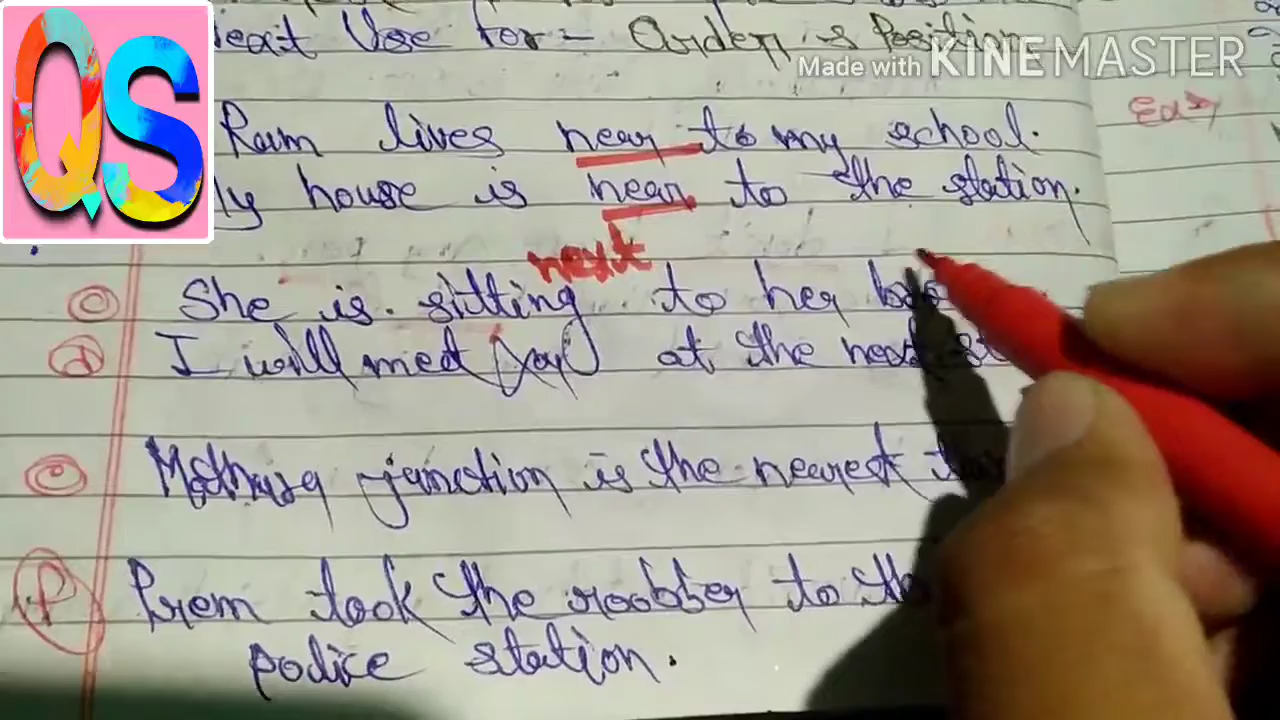 QS
Use for - Order & Position
Made with KINEMASTER
Ram lives near to my school.
house is near to the station.
next
c She is sitting to her
d I will meet you at the next
e Mathura junction is the nearest
f Prem took the roobber to the
police station.